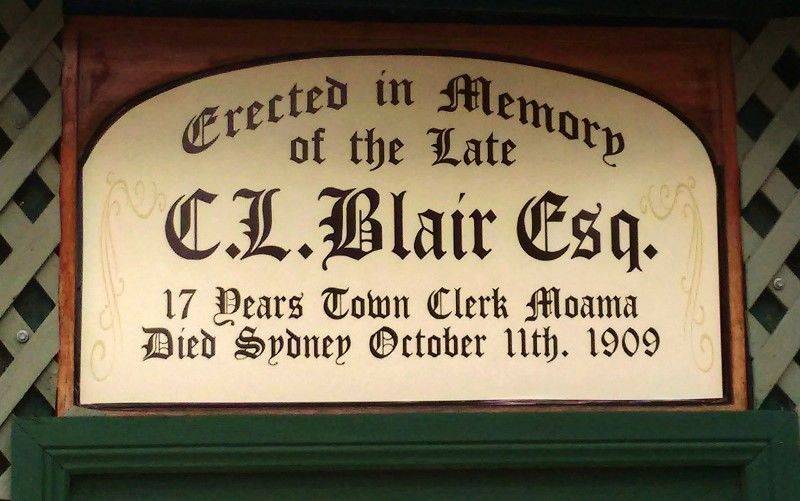 Erected in Memory
of the Late
C.L. Blair Esq.
17 Years Town Clerk Moama
Died Sydney October 11th. 1909